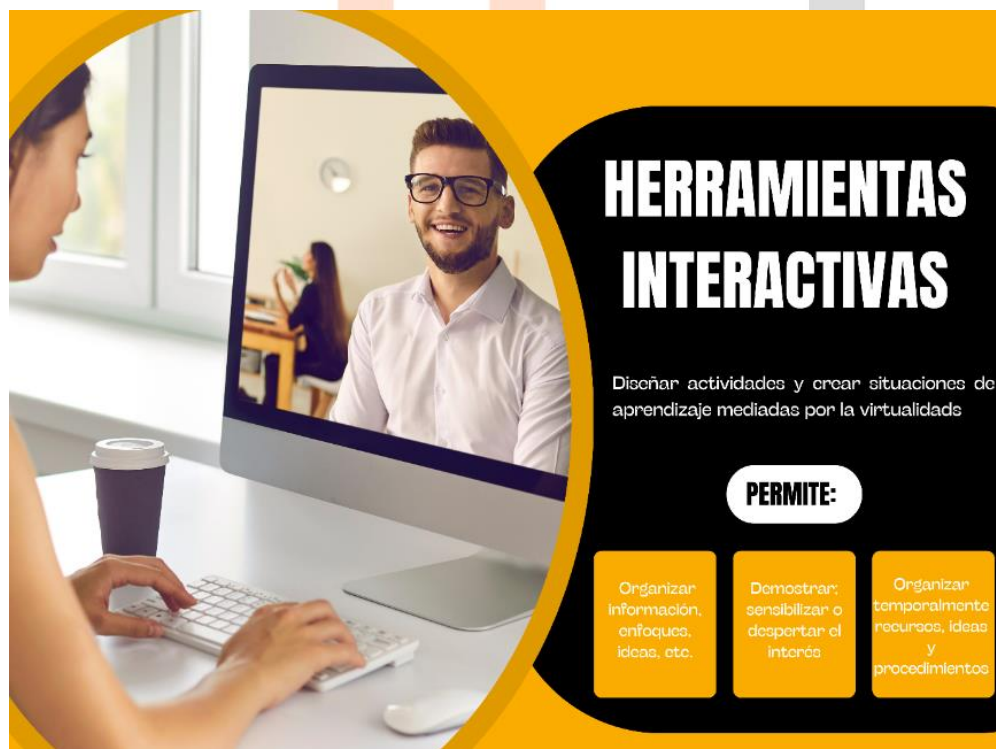 HERRAMIENTAS
INTERACTIVAS
Diseñar actividades y crear situaciones de
aprendizaje mediadas por la virtualidads
PERMITE:
Organizar
Información,
enfoques,
ideas, etc.
Demostrar;
sensibilizar o
despertar el
interés
Organizar
temporalmente
recursos, ideas
y
procedimientos